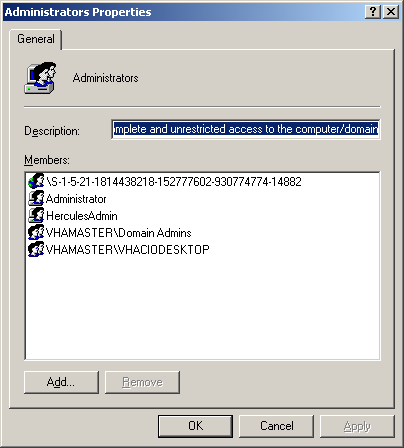 Administrators Properties
General
Administrators
Description:
omplete and unrestricted access to the computer/domain
Members:
\S-1-5-21-1814438218-152777602-930774774-14882
Administrator
HerculesAdmin
VHAMASTER\Domain Admins
VHAMASTER\VHACIODESKTOP
Add...
Remove
OK
Cancel
Apply